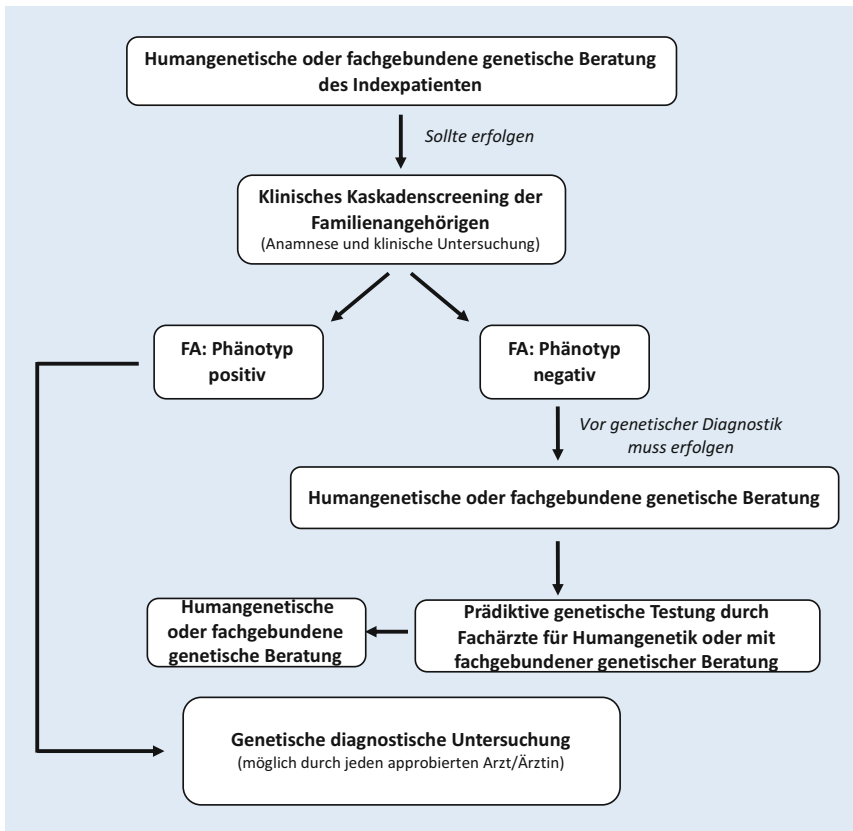 Humangenetische oder fachgebundene genetische Beratung
des Indexpatienten
Sollte erfolgen
Klinisches Kaskadenscreening der
Familienangehörigen
(Anamnese und klinische Untersuchung)
FA: Phänotyp
positiv
FA: Phänotyp
negativ
Vor genetischer Diagnostik
muss erfolgen
Humangenetische oder fachgebundene genetische Beratung
Humangenetische
oder fachgebundene
genetische Beratung
Prädiktive genetische Testung durch
Fachärzte für Humangenetik oder mit
fachgebundener genetischer Beratung
Genetische diagnostische Untersuchung
(möglich durch jeden approbierten Arzt/Ärztin)